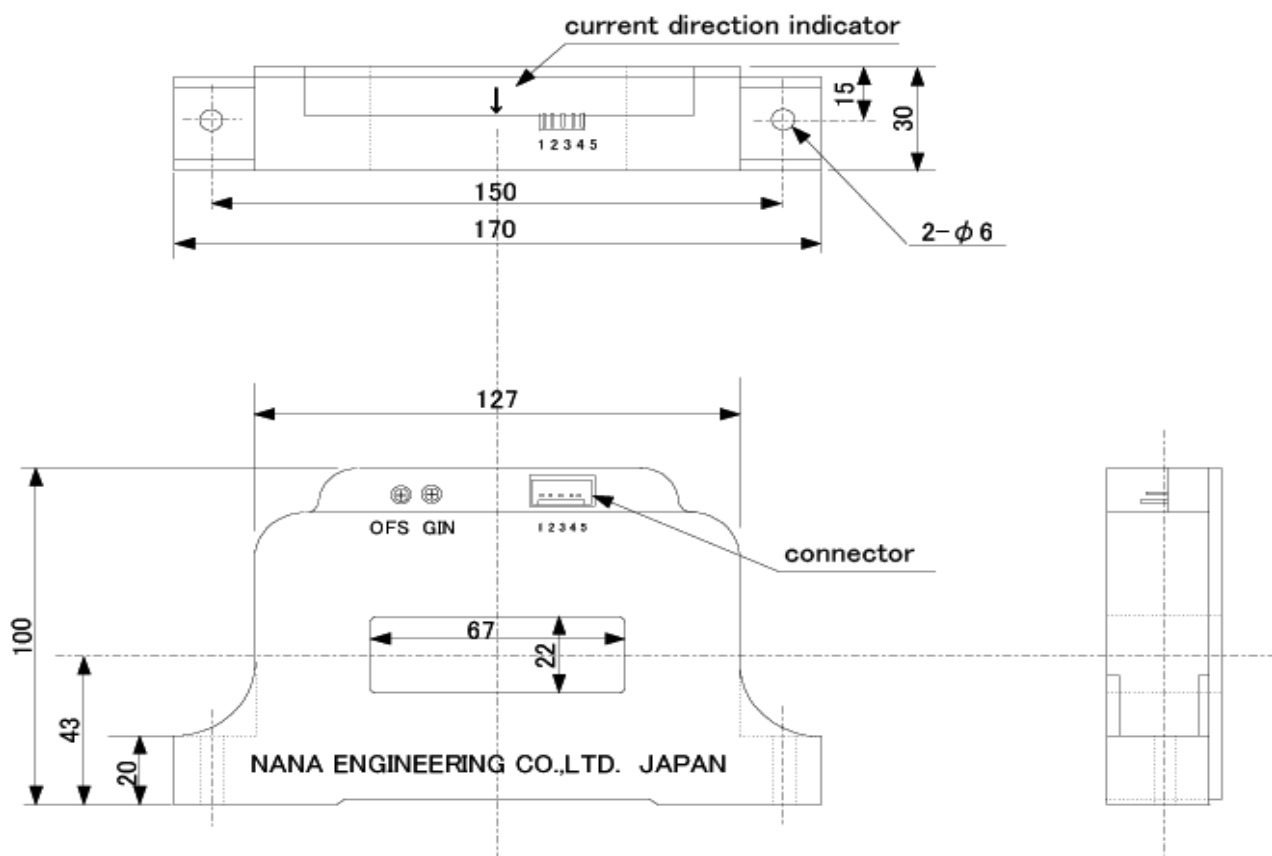 current direction indicator
15
30
1 2 3 4 5
150
2-φ6
170
127
OFS GIN
1 2 3 4 5
connector
100
67
22
43
20
NANA ENGINEERING CO.,LTD. JAPAN